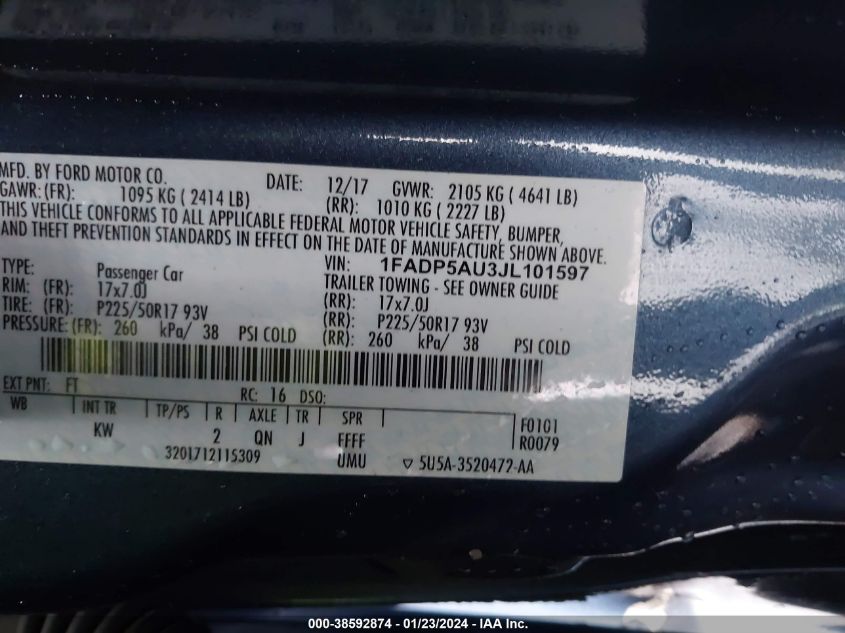 MFD. BY FORD MOTOR CO. DATE: 12/17 GVWR: 2105 KG ( 4641 LB)
GAWR:(FR): 1095 KG ( 2414 LB) (RR): 1010 KG ( 2227 LB)
THIS VEHICLE CONFORMS TO ALL APPLICABLE FEDERAL MOTOR VEHICLE SAFETY, BUMPER,
AND THEFT PREVENTION STANDARDS IN EFFECT ON THE DATE OF MANUFACTURE SHOWN ABOVE.
VIN: 1FADP5AU3JL101597
TYPE: Passenger Car TRAILER TOWING - SEE OWNER GUIDE
RIM: (FR): 17x7.0J (RR): 17x7.0J
TIRE: (FR): P225/50R17 93V (RR): P225/50R17 93V
PRESSURE: (FR): 260 kPa/ 38 PSI COLD (RR): 260 kPa/ 38 PSI COLD
EXT PNT: FT RC: 16 DSO:
WB INT TR TP/PS R AXLE TR SPR F0101
KW 2 QN J FFFF R0079
3201712115309 UMU ▽ 5U5A-3520472-AA
000-38592874 - 01/23/2024 - IAAI.COM.